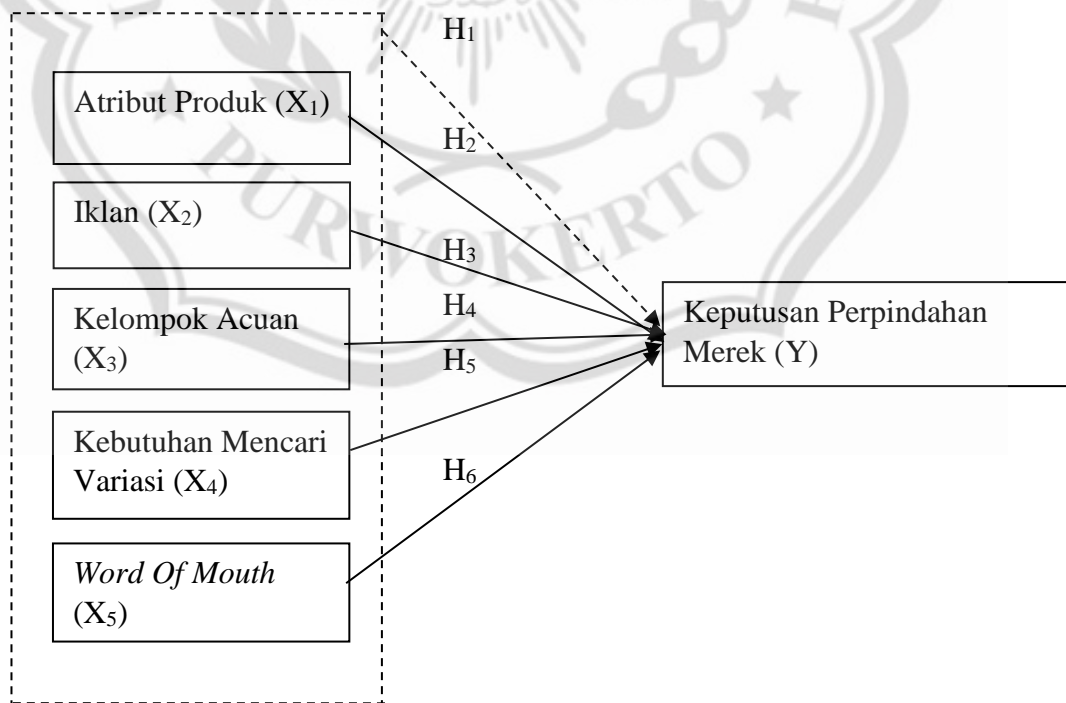 H₁
Atribut Produk (X₁)
H₂
Iklan (X₂)
H₃
Kelompok Acuan
(X₃)
H₄
H₅
Keputusan Perpindahan
Merek (Y)
Kebutuhan Mencari
Variasi (X₄)
H₆
Word Of Mouth
(X₅)
PURWOKERTO